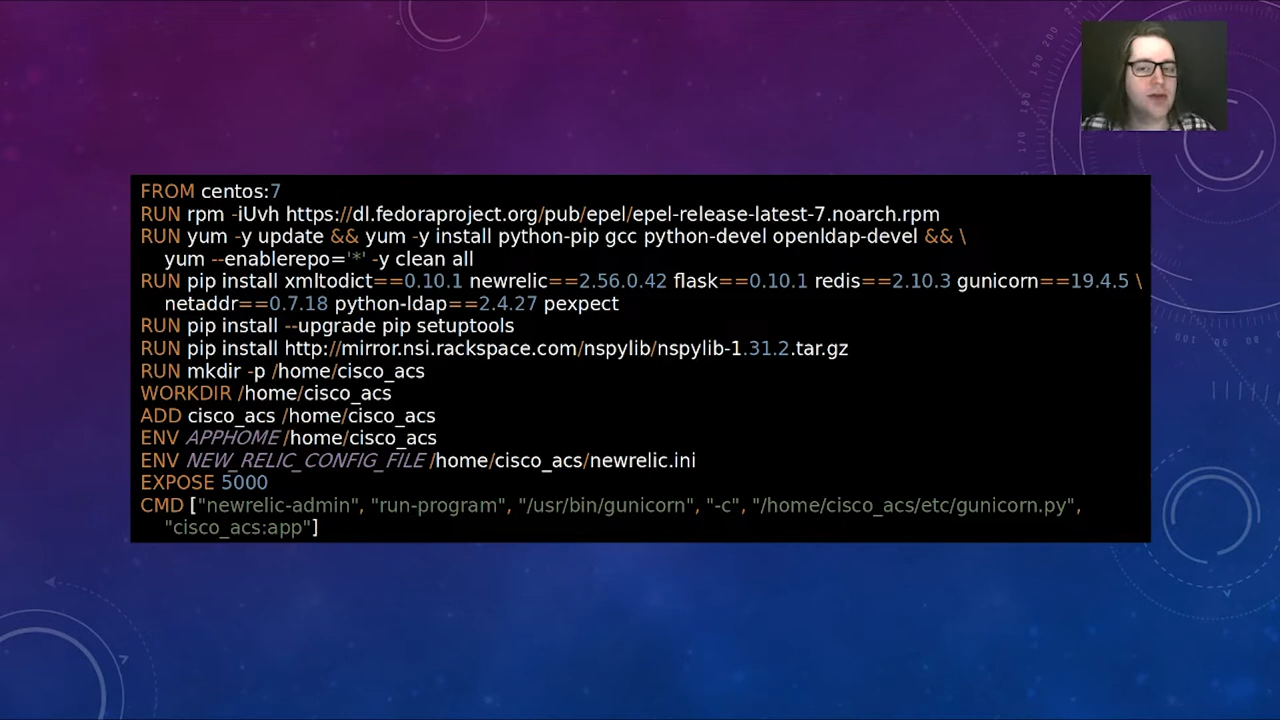 FROM centos:7
RUN rpm -iUvh https://dl.fedoraproject.org/pub/epel/epel-release-latest-7.noarch.rpm
RUN yum -y update && yum -y install python-pip gcc python-devel openldap-devel && \
yum --enablerepo='*' -y clean all
RUN pip install xmltodict==0.10.1 newrelic==2.56.0.42 flask==0.10.1 redis==2.10.3 gunicorn==19.4.5 \
netaddr==0.7.18 python-ldap==2.4.27 pexpect
RUN pip install --upgrade pip setuptools
RUN pip install http://mirror.nsi.rackspace.com/nspylib/nspylib-1.31.2.tar.gz
RUN mkdir -p /home/cisco_acs
WORKDIR /home/cisco_acs
ADD cisco_acs /home/cisco_acs
ENV APPHOME /home/cisco_acs
ENV NEW_RELIC_CONFIG_FILE /home/cisco_acs/newrelic.ini
EXPOSE 5000
CMD ["newrelic-admin", "run-program", "/usr/bin/gunicorn", "-c", "/home/cisco_acs/etc/gunicorn.py",
"cisco_acs:app"]